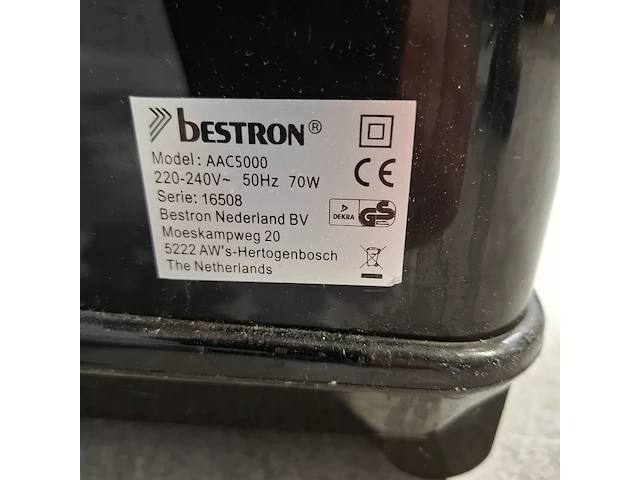 BESTRON®
Model: AAC5000
220-240V~ 50Hz 70W
Serie: 16508
Bestron Nederland BV
Moeskampweg 20
5222 AW's-Hertogenbosch
The Netherlands
CE
DEKRA
GS